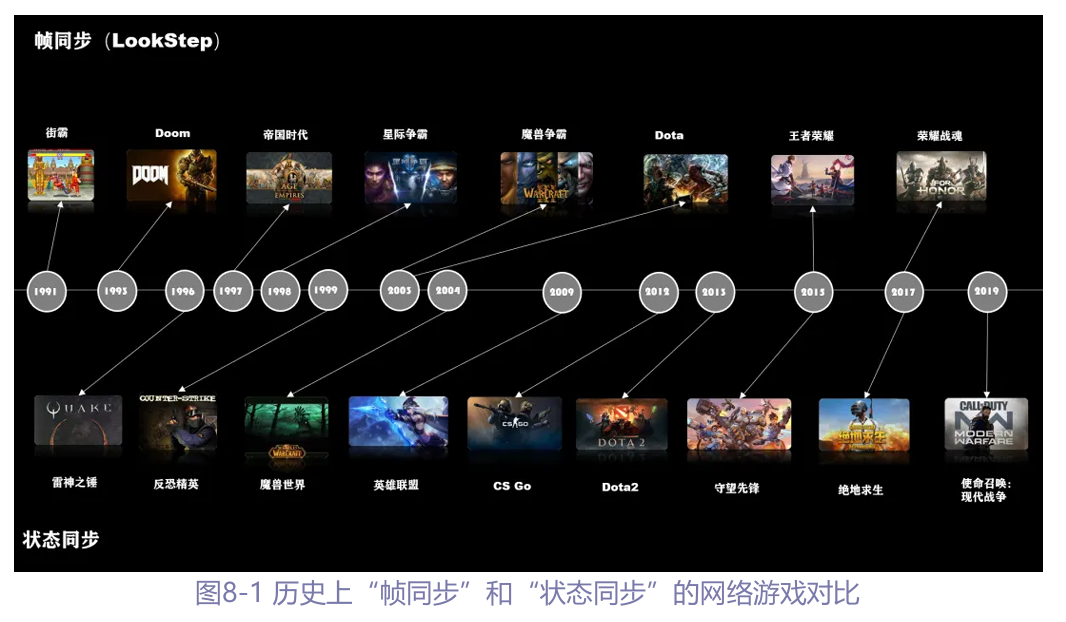 帧同步（LookStep）
街霸
Doom
帝国时代
星际争霸
魔兽争霸
Dota
王者荣耀
荣耀战魂
DOOM
AGE OF EMPIRES
WARCRAFT
FOR HONOR
1991
1993
1996
1997
1998
1999
2003
2004
2009
2012
2013
2015
2017
2019
QUAKE
COUNTER-STRIKE
WARCRAFT
CS GO
DOTA 2
绝地求生
CALL OF DUTY
MODERN
WARFARE
雷神之锤
反恐精英
魔兽世界
英雄联盟
CS Go
Dota2
守望先锋
绝地求生
使命召唤:
现代战争
状态同步
图8-1 历史上“帧同步”和“状态同步”的网络游戏对比